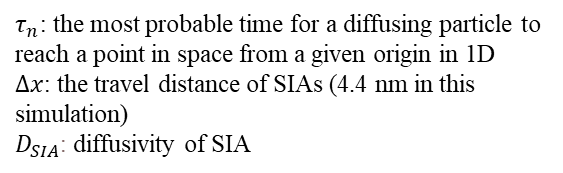 τₙ: the most probable time for a diffusing particle to
reach a point in space from a given origin in 1D
Δx: the travel distance of SIAs (4.4 nm in this
simulation)
D_SIA: diffusivity of SIA